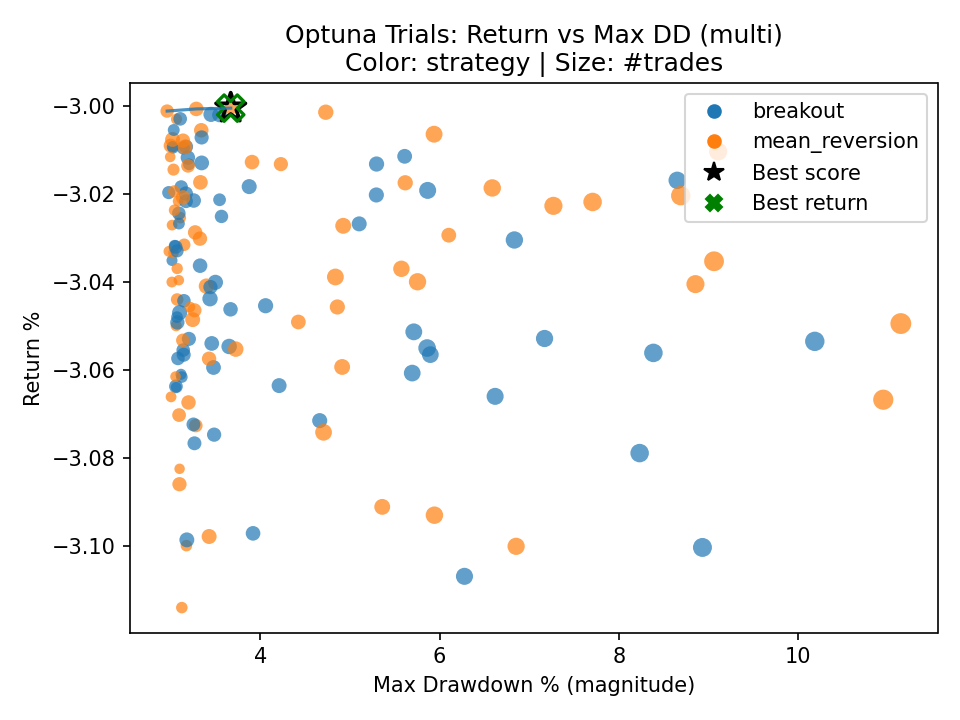 Optuna Trials: Return vs Max DD (multi)
Color: strategy | Size: #trades
breakout
mean_reversion
Best score
Best return
−3.00
−3.02
−3.04
−3.06
−3.08
−3.10
Return %
4
6
8
10
Max Drawdown % (magnitude)